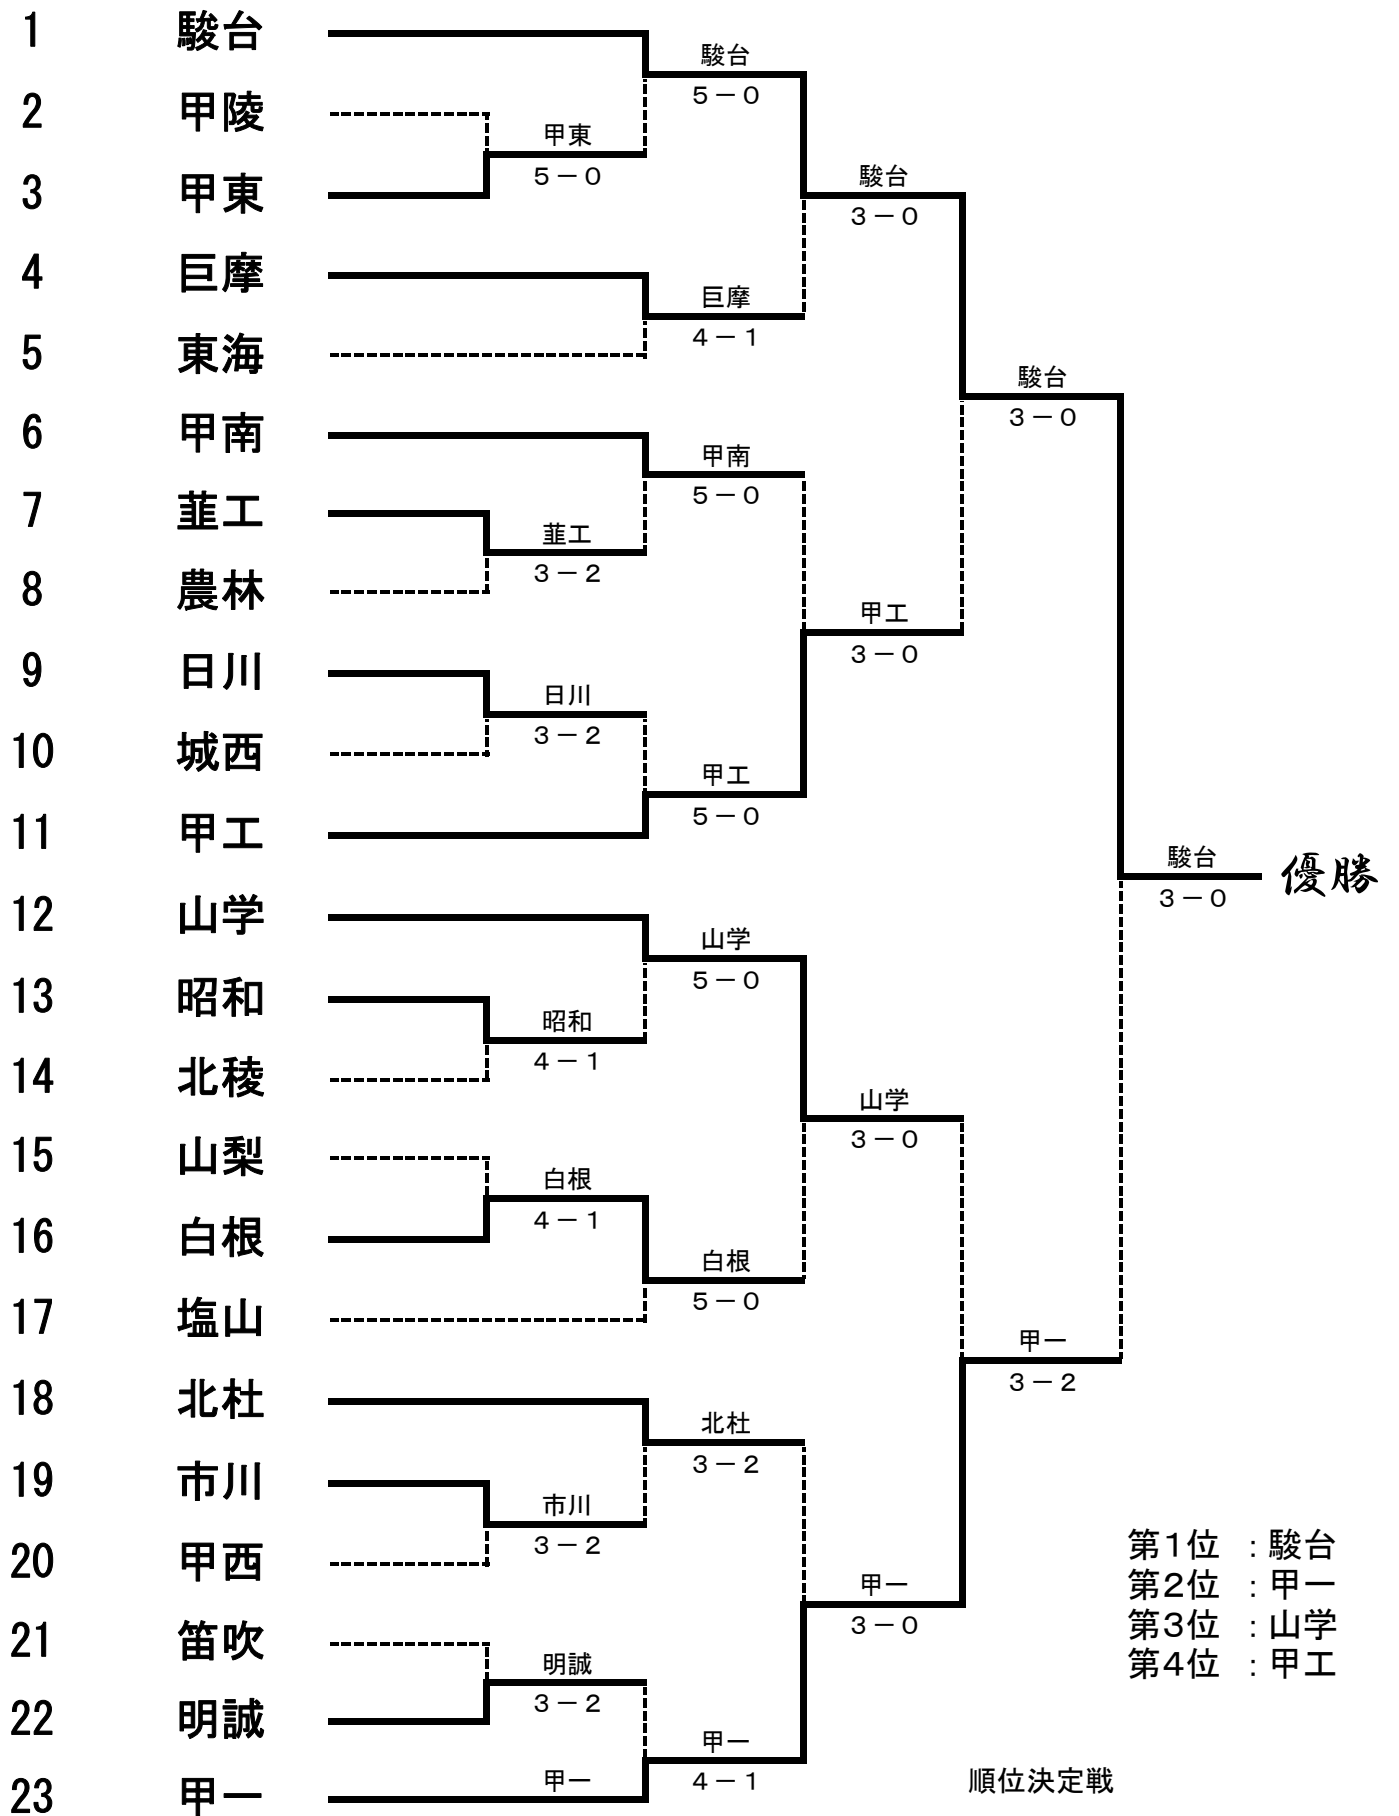 1 駿台
駿台
2 甲陵
5－0
甲東
3 甲東
5－0
駿台
3－0
4 巨摩
巨摩
5 東海
4－1
駿台
3－0
6 甲南
甲南
5－0
7 韮工
韮工
3－2
8 農林
甲工
3－0
9 日川
日川
3－2
10 城西
甲工
5－0
11 甲工
駿台
優勝
3－0
12 山学
山学
5－0
13 昭和
昭和
4－1
14 北稜
山学
3－0
15 山梨
白根
4－1
16 白根
白根
5－0
17 塩山
甲一
3－2
18 北杜
北杜
3－2
19 市川
市川
3－2
20 甲西
第1位 : 駿台
第2位 : 甲一
第3位 : 山学
第4位 : 甲工
甲一
3－0
21 笛吹
明誠
3－2
22 明誠
甲一
4－1
甲一
23 甲一
順位決定戦